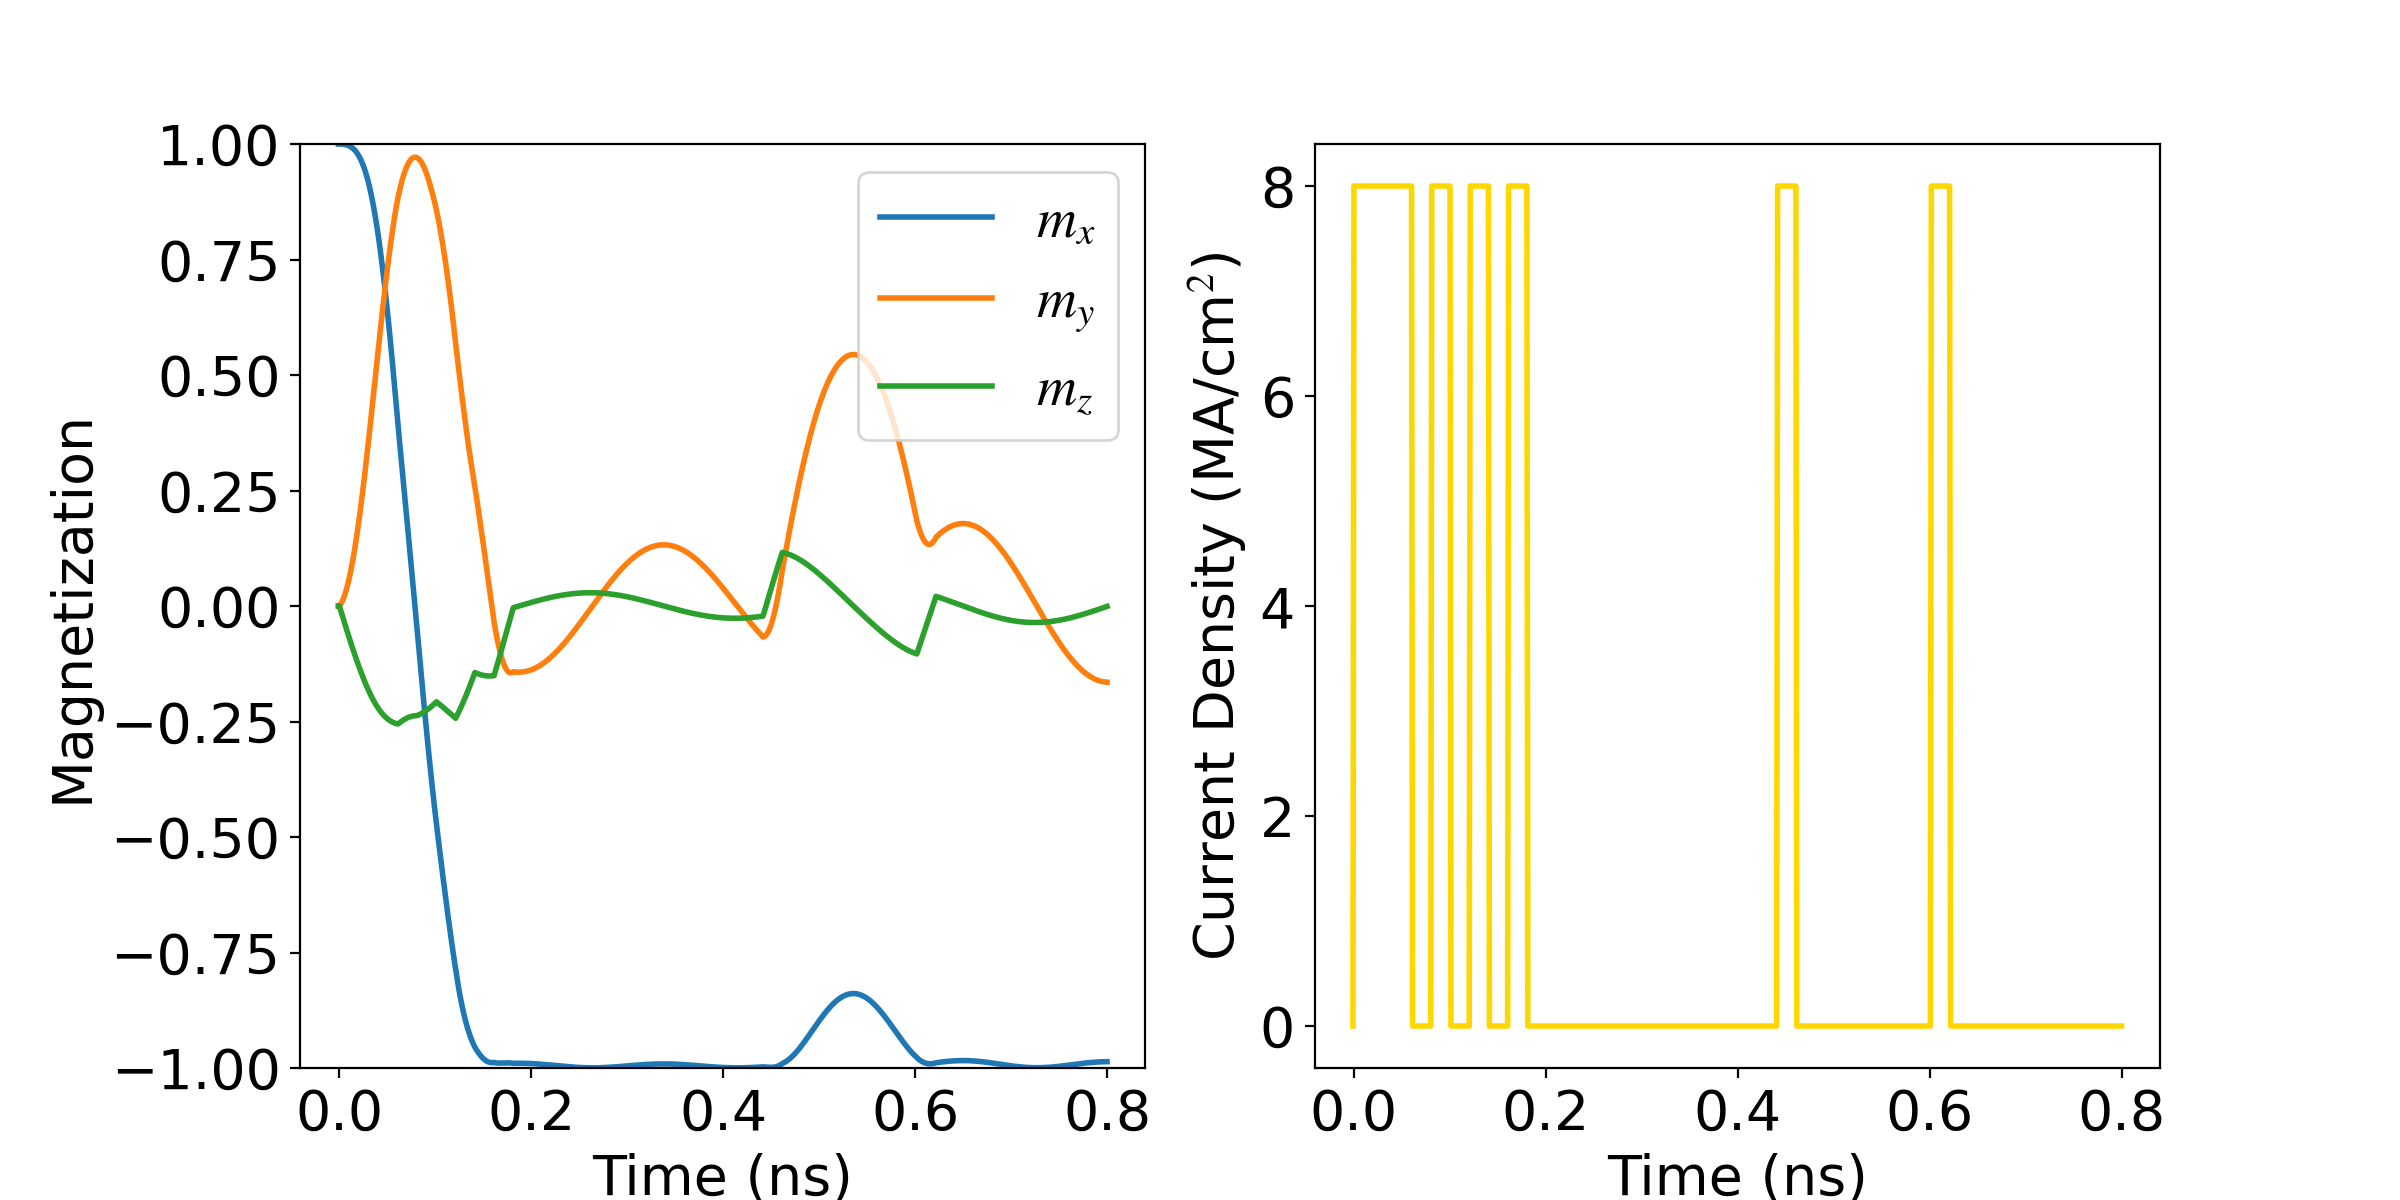 1.00
0.75
0.50
0.25
0.00
−0.25
−0.50
−0.75
−1.00
Magnetization
0.0 0.2 0.4 0.6 0.8
Time (ns)
m_x
m_y
m_z
8
6
4
2
0
Current Density (MA/cm²)
0.0 0.2 0.4 0.6 0.8
Time (ns)